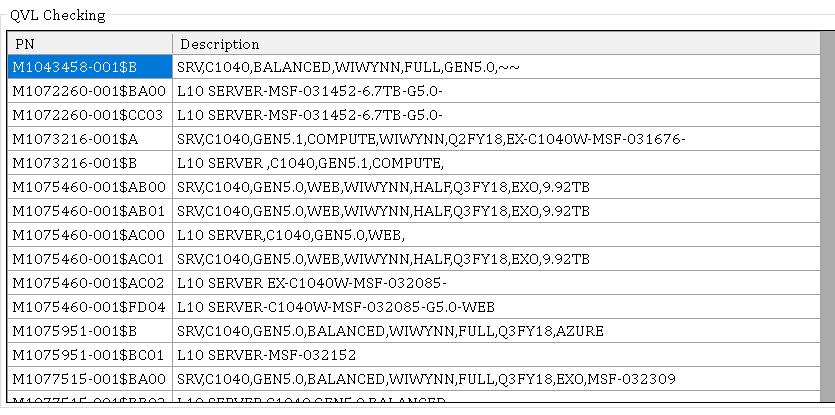 QVL Checking
PN Description
M1043458-001$B SRV,C1040,BALANCED,WIWYNN,FULL,GEN5.0,~~
M1072260-001$BA00 L10 SERVER-MSF-031452-6.7TB-G5.0-
M1072260-001$CC03 L10 SERVER-MSF-031452-6.7TB-G5.0-
M1073216-001$A SRV,C1040,GEN5.1,COMPUTE,WIWYNN,Q2FY18,EX-C1040W-MSF-031676-
M1073216-001$B L10 SERVER ,C1040,GEN5.1,COMPUTE,
M1075460-001$AB00 SRV,C1040,GEN5.0,WEB,WIWYNN,HALF,Q3FY18,EXO,9.92TB
M1075460-001$AB01 SRV,C1040,GEN5.0,WEB,WIWYNN,HALF,Q3FY18,EXO,9.92TB
M1075460-001$AC00 L10 SERVER,C1040,GEN5.0,WEB,
M1075460-001$AC01 SRV,C1040,GEN5.0,WEB,WIWYNN,HALF,Q3FY18,EXO,9.92TB
M1075460-001$AC02 L10 SERVER EX-C1040W-MSF-032085-
M1075460-001$FD04 L10 SERVER-C1040W-MSF-032085-G5.0-WEB
M1075951-001$B SRV,C1040,GEN5.0,BALANCED,WIWYNN,FULL,Q3FY18,AZURE
M1075951-001$BC01 L10 SERVER-MSF-032152
M1077515-001$BA00 SRV,C1040,GEN5.0,BALANCED,WIWYNN,FULL,Q3FY18,EXO,MSF-032309
L10 SERVER,C1040,GEN5.0,BALANCED